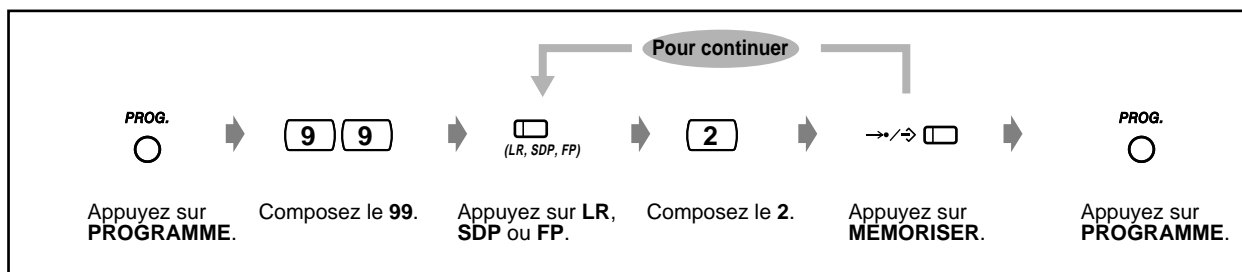 Pour continuer
PROG.
9 9
(LR, SDP, FP)
2
PROG.
Appuyez sur
PROGRAMME.
Composez le 99.
Appuyez sur LR,
SDP ou FP.
Composez le 2.
Appuyez sur
MEMORISER.
Appuyez sur
PROGRAMME.